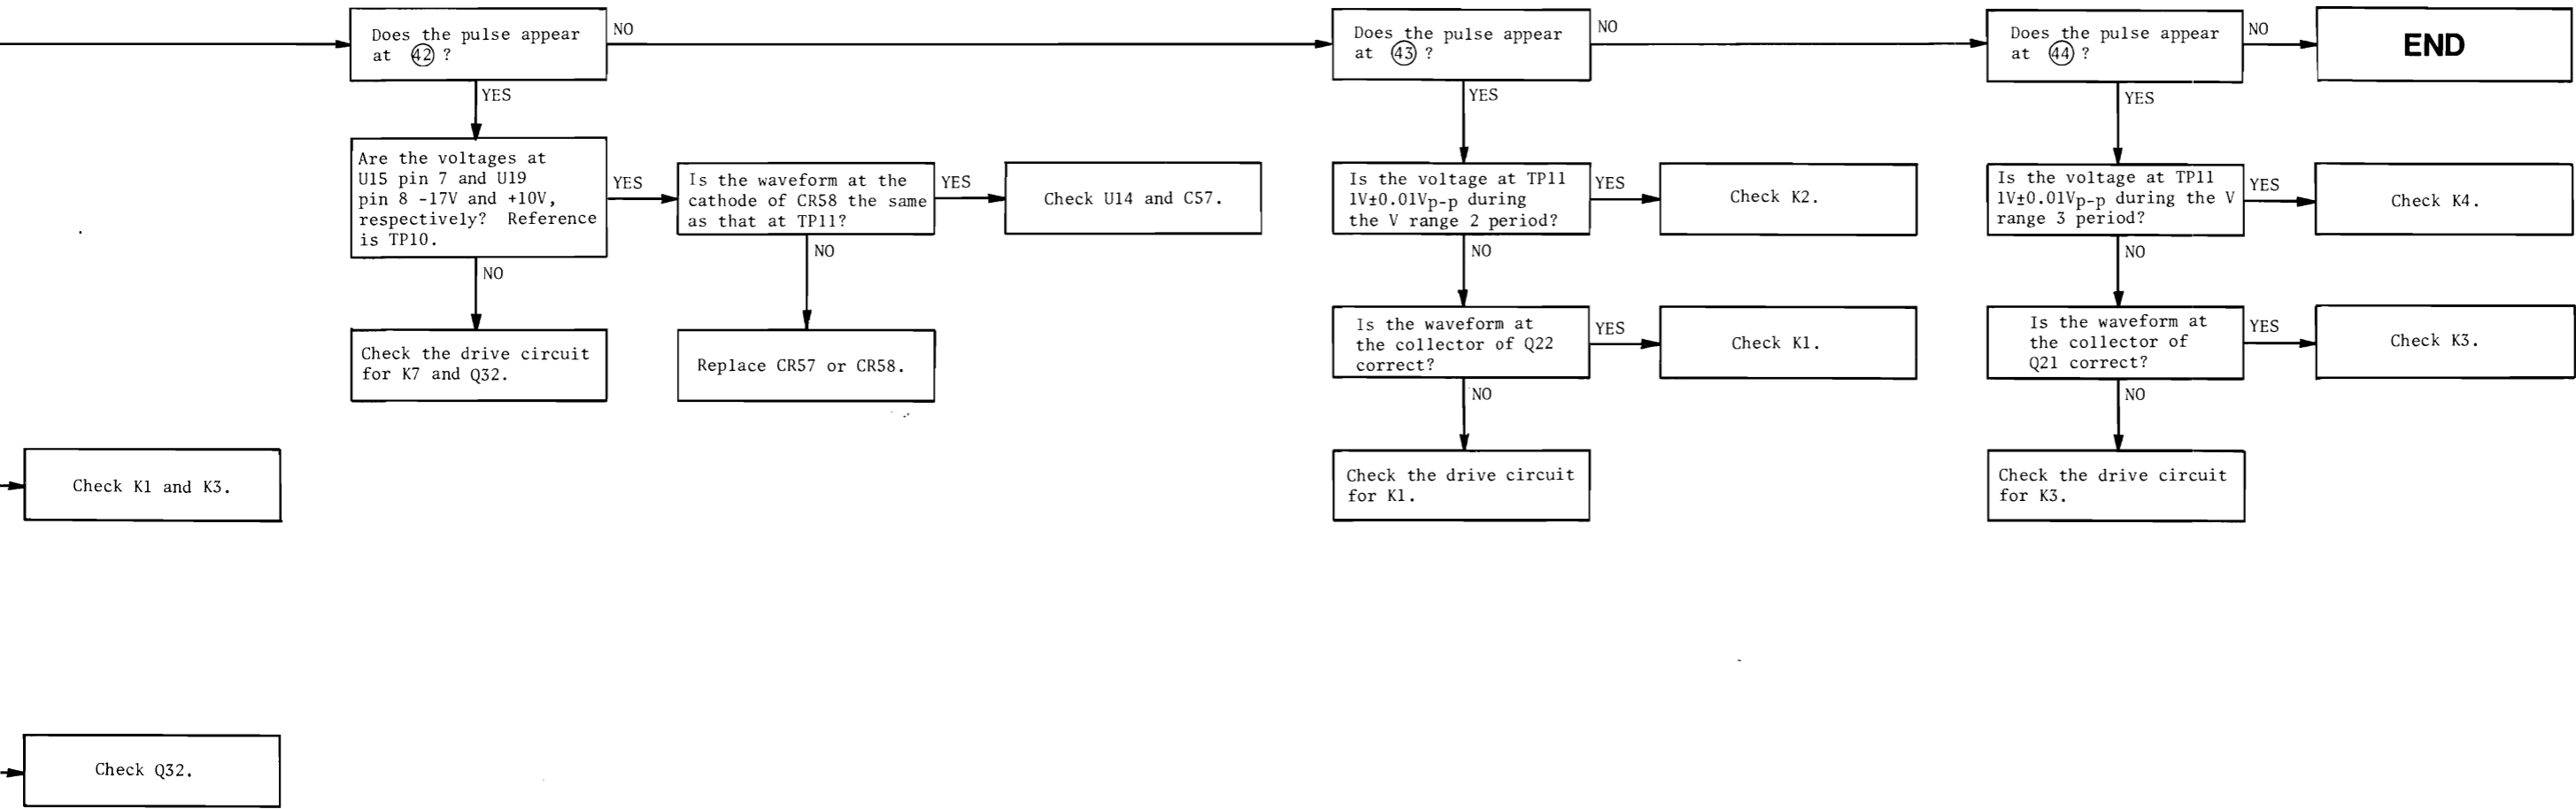 Does the pulse appear
at 42 ?
NO
YES
Are the voltages at
U15 pin 7 and U19
pin 8 -17V and +10V,
respectively? Reference
is TP10.
YES
Is the waveform at the
cathode of CR58 the same
as that at TP11?
YES
Check U14 and C57.
NO
NO
Check the drive circuit
for K7 and Q32.
Replace CR57 or CR58.
Does the pulse appear
at 43 ?
NO
YES
Is the voltage at TP11
1V±0.01Vp-p during
the V range 2 period?
YES
Check K2.
NO
Is the waveform at
the collector of Q22
correct?
YES
Check K1.
NO
Check the drive circuit
for K1.
Does the pulse appear
at 44 ?
NO
END
YES
Is the voltage at TP11
1V±0.01Vp-p during the V
range 3 period?
YES
Check K4.
NO
Is the waveform at
the collector of
Q21 correct?
YES
Check K3.
NO
Check the drive circuit
for K3.
Check K1 and K3.
Check Q32.